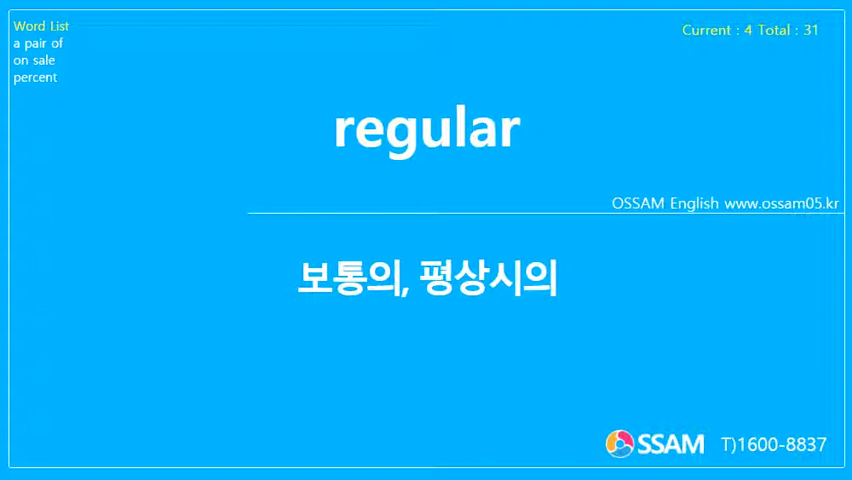 Word List
a pair of
on sale
percent
Current : 4 Total : 31
regular
OSSAM English www.ossam05.kr
보통의, 평상시의
OSSAM T)1600-8837